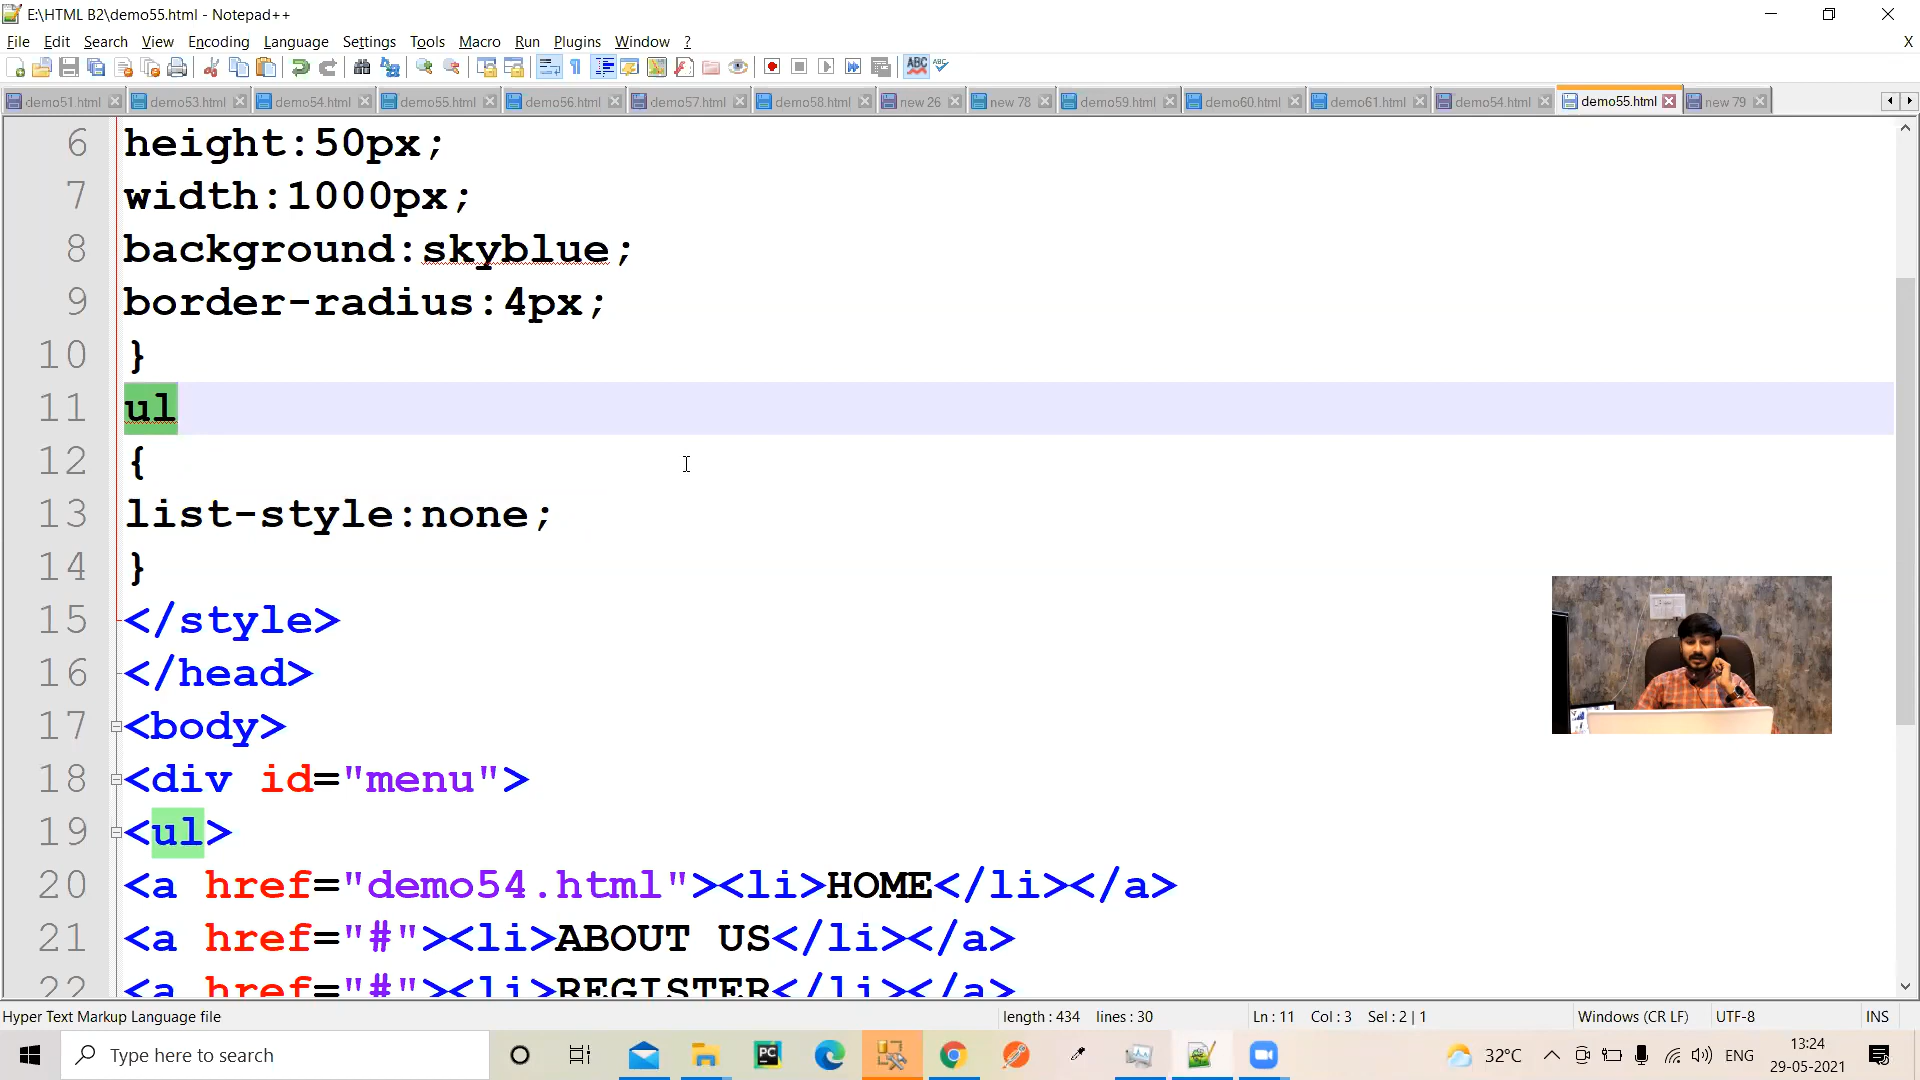 E:\HTML B2\demo55.html - Notepad++
File Edit Search View Encoding Language Settings Tools Macro Run Plugins Window ? X
demo51.html demo53.html demo54.html demo55.html demo56.html demo57.html demo58.html new 26 new 78 demo59.html demo60.html demo61.html demo54.html demo55.html new 79
6 height:50px;
7 width:1000px;
8 background:skyblue;
9 border-radius:4px;
10 }
11 ul
12 {
13 list-style:none;
14 }
15 </style>
16 </head>
17 <body>
18 <div id="menu">
19 <ul>
20 <a href="demo54.html"><li>HOME</li></a>
21 <a href="#"><li>ABOUT US</li></a>
22 <a href="#"><li>REGISTER</li></a>
Hyper Text Markup Language file length : 434 lines : 30 Ln : 11 Col : 3 Sel : 2 | 1 Windows (CR LF) UTF-8 INS
Type here to search 32°C ENG 13:24
29-05-2021